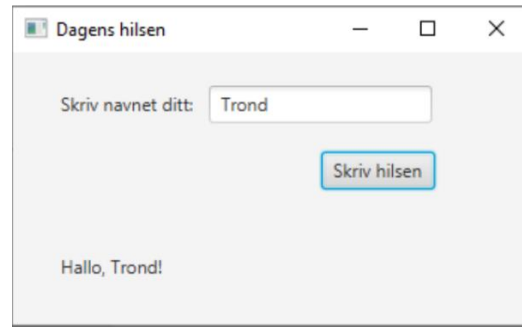 Dagens hilsen
Skriv navnet ditt: Trond
Skriv hilsen
Hallo, Trond!